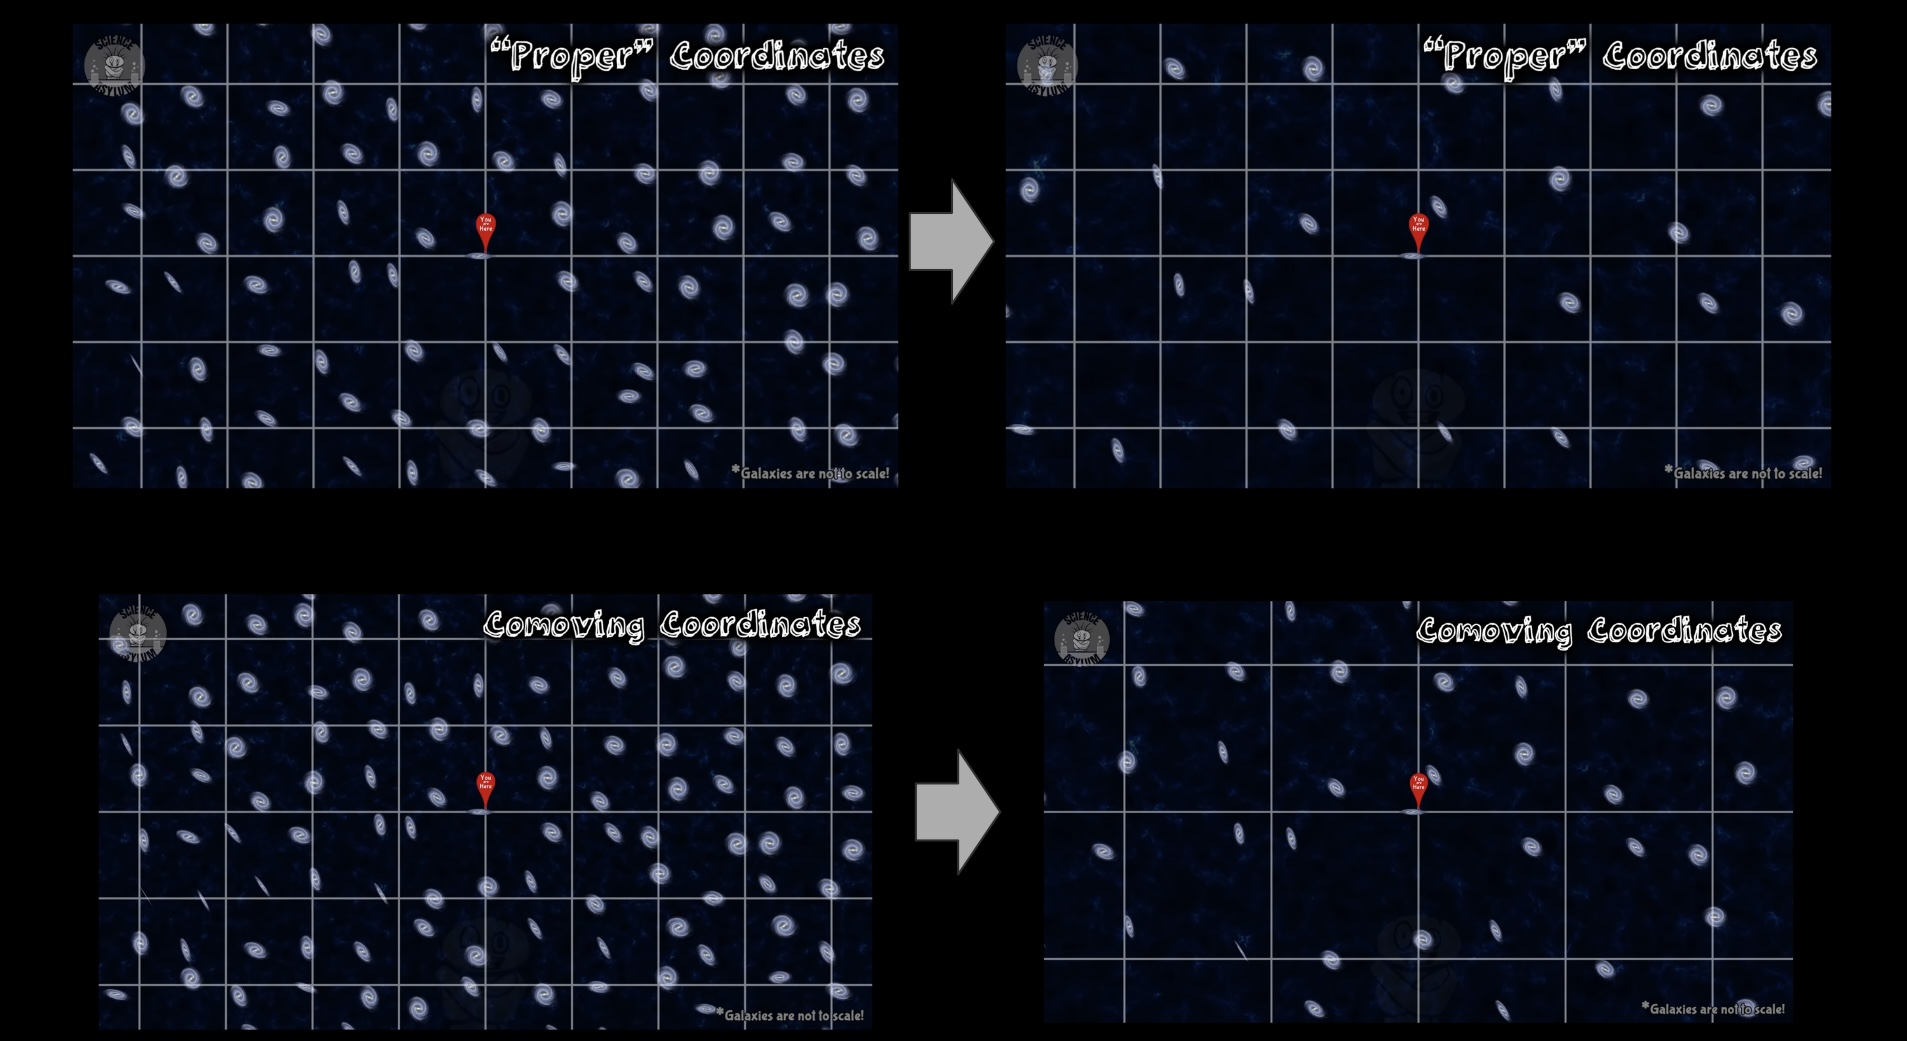 SCIENCE
ASYLUM
“Proper” Coordinates
You
are
Here
*Galaxies are not to scale!
SCIENCE
ASYLUM
“Proper” Coordinates
You
are
Here
*Galaxies are not to scale!
SCIENCE
ASYLUM
Comoving Coordinates
You
are
Here
*Galaxies are not to scale!
SCIENCE
ASYLUM
Comoving Coordinates
You
are
Here
*Galaxies are not to scale!